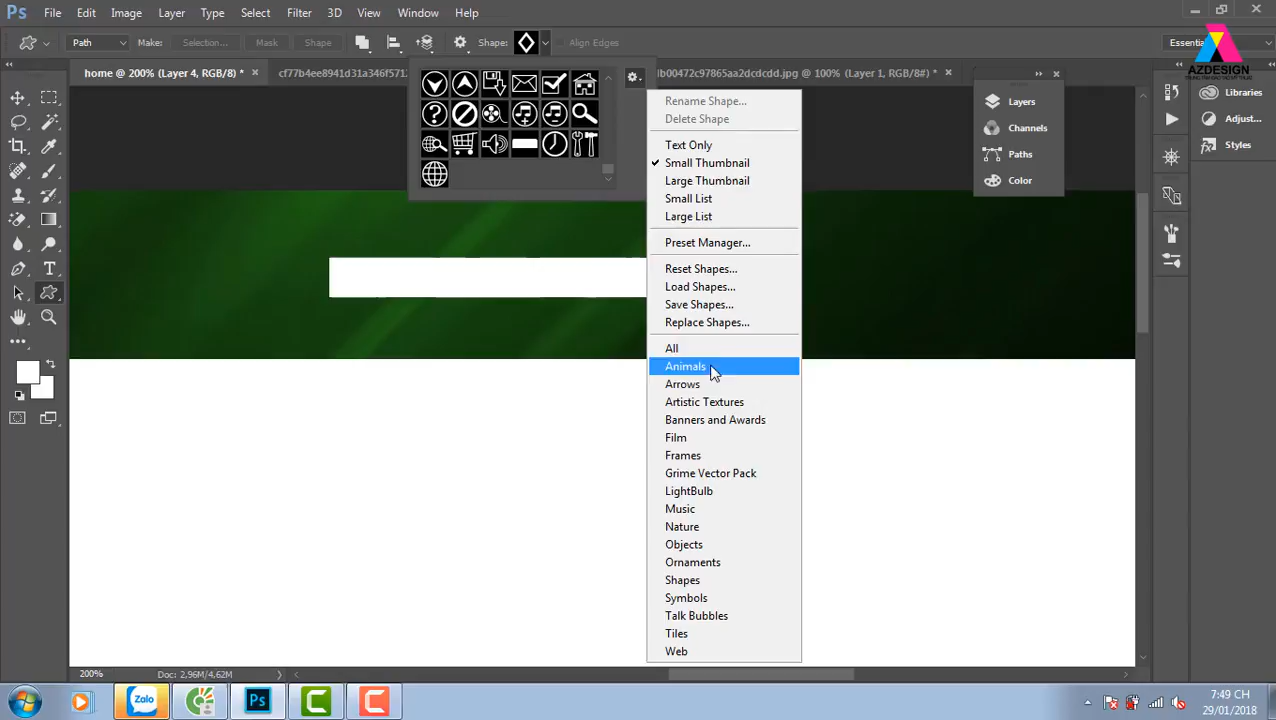 Ps File Edit Image Layer Type Select Filter 3D View Window Help
Path Make: Selection... Mask Shape Shape: Align Edges
AZDESIGN
home @ 200% (Layer 4, RGB/8) * × cf77b4ee8941d31a346f571 lb00472c97865aa2dcdcdd.jpg @ 100% (Layer 1, RGB/8#) * ×
Layers
Channels
Paths
Color
Libraries
Adjust...
Styles
Rename Shape...
Delete Shape
Text Only
Small Thumbnail
Large Thumbnail
Small List
Large List
Preset Manager...
Reset Shapes...
Load Shapes...
Save Shapes...
Replace Shapes...
All
Animals
Arrows
Artistic Textures
Banners and Awards
Film
Frames
Grime Vector Pack
LightBulb
Music
Nature
Objects
Ornaments
Shapes
Symbols
Talk Bubbles
Tiles
Web
200% Doc: 2,96M/4,62M
Zalo Ps
7:49 CH
29/01/2018